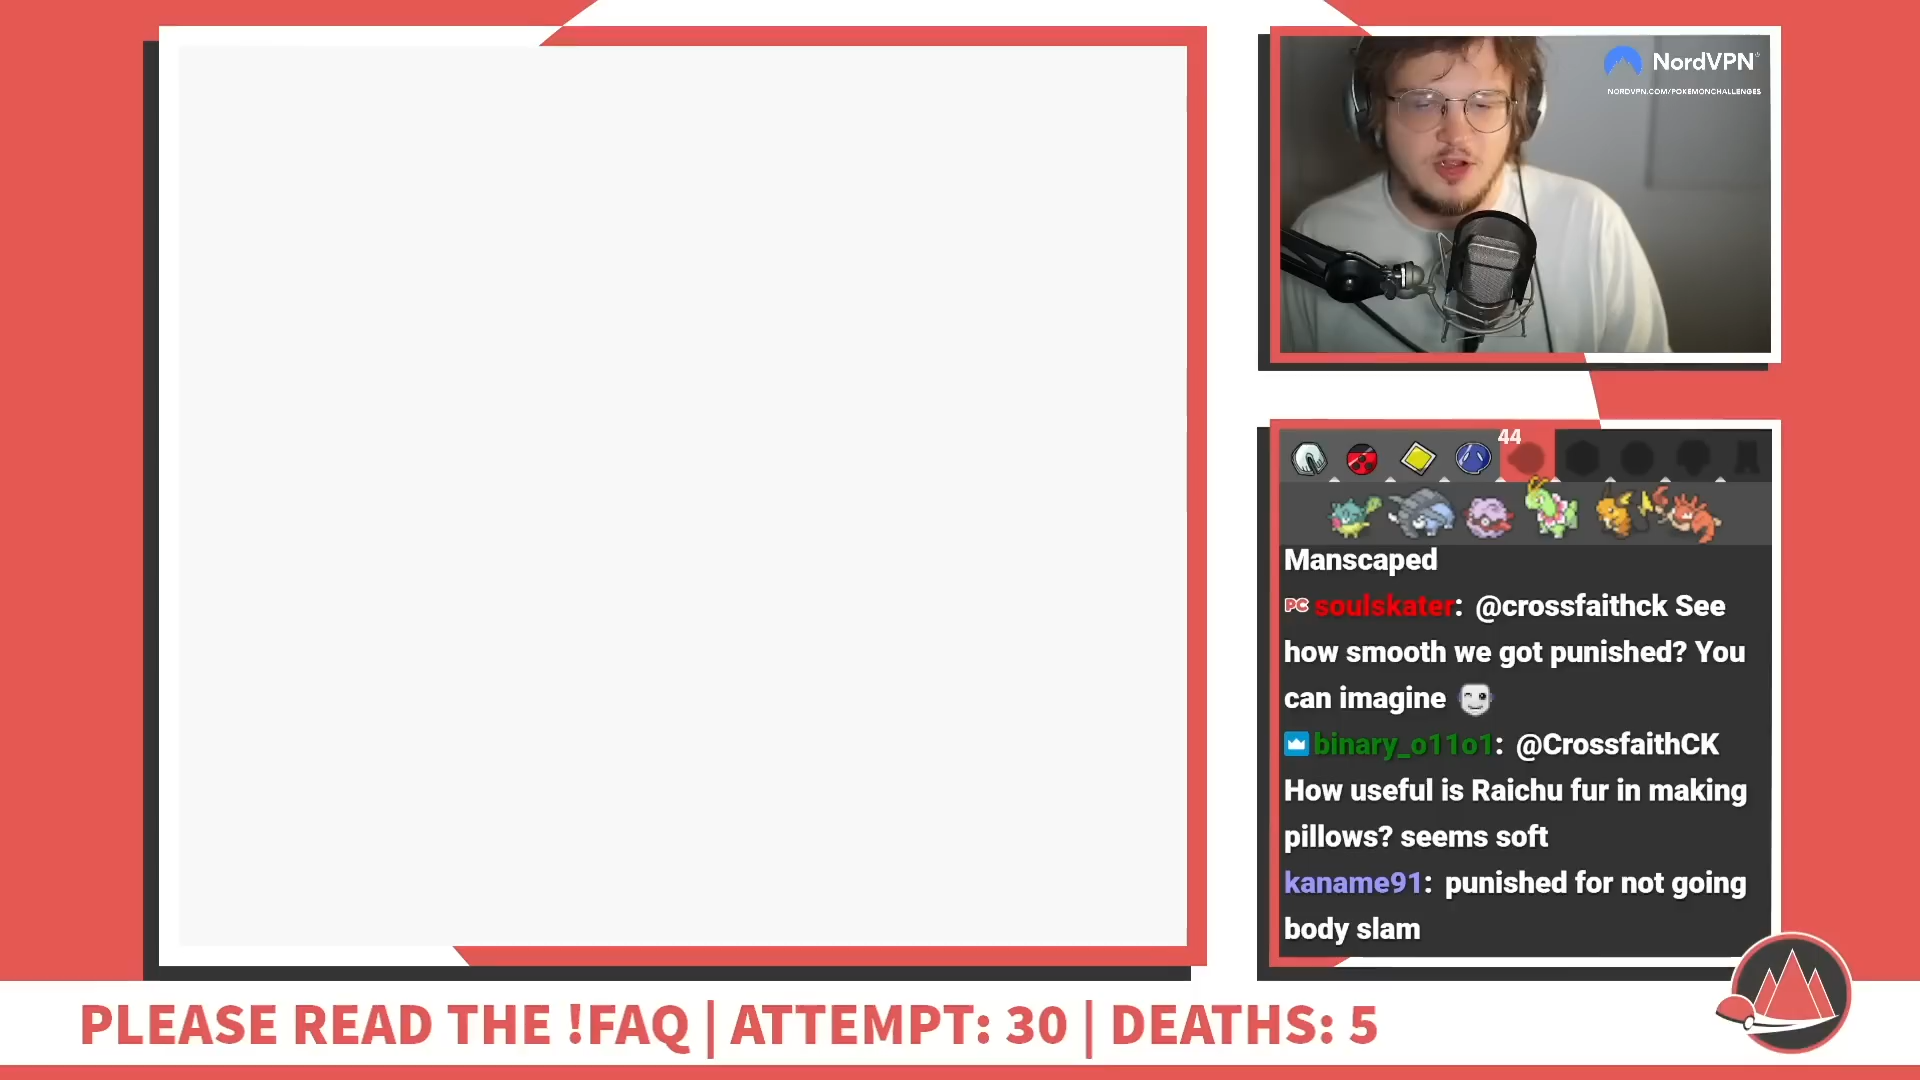 NordVPN
NORDVPN.COM/POKEMONCHALLENGES
44
Manscaped
PC soulskater: @crossfaithck See
how smooth we got punished? You
can imagine
binary_o11o1: @CrossfaithCK
How useful is Raichu fur in making
pillows? seems soft
kaname91: punished for not going
body slam
PLEASE READ THE !FAQ | ATTEMPT: 30 | DEATHS: 5